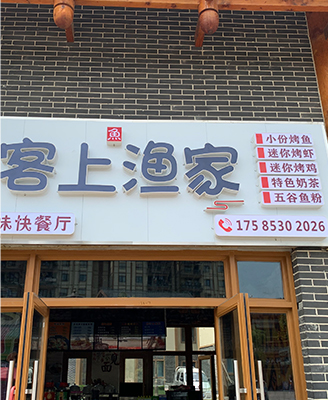 魚
客上渔家
小份烤鱼
迷你烤虾
迷你烤鸡
特色奶茶
五谷鱼粉
味快餐厅
175 8530 2026
面